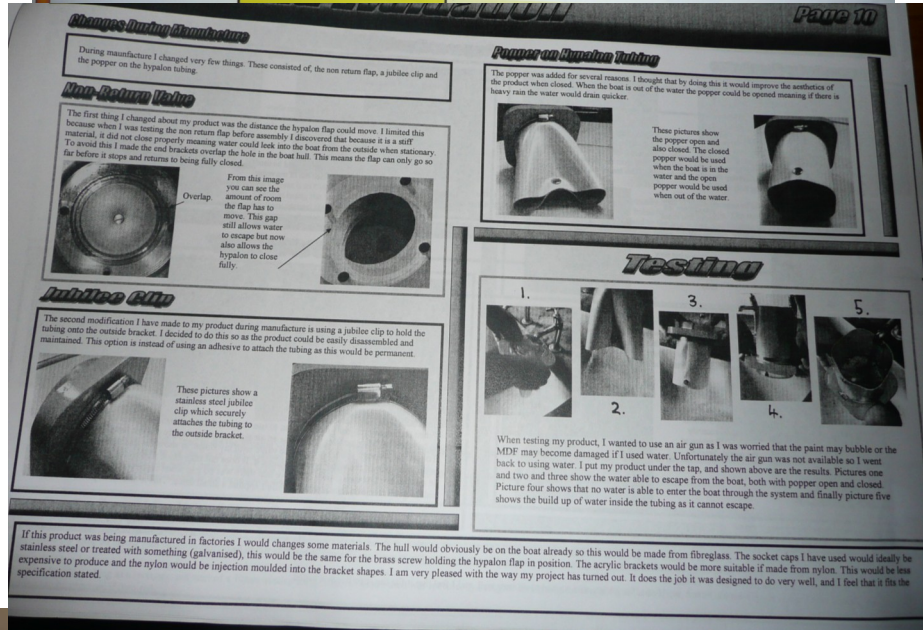 Evaluation
Page 10
Changes During Manufacture
During maunfacture I changed very few things. These consisted of, the non return flap, a jubilee clip and
the popper on the hypalon tubing.
Non-Return Valve
The first thing I changed about my product was the distance the hypalon flap could move. I limited this
because when I was testing the non return flap before assembly I discovered that because it is a stiff
material, it did not close properly meaning water could leek into the boat from the outside when stationary.
To avoid this I made the end brackets overlap the hole in the boat hull. This means the flap can only go so
far before it stops and returns to being fully closed.
Overlap.
From this image
you can see the
amount of room
the flap has to
move. This gap
still allows water
to escape but now
also allows the
hypalon to close
fully.
Jubilee Clip
The second modification I have made to my product during manufacture is using a jubilee clip to hold the
tubing onto the outside bracket. I decided to do this so as the product could be easily disassembled and
maintained. This option is instead of using an adhesive to attach the tubing as this would be permanent.
These pictures show a
stainless steel jubilee
clip which securely
attaches the tubing to
the outside bracket.
Popper on Hypalon Tubing
The popper was added for several reasons. I thought that by doing this it would improve the aesthetics of
the product when closed. When the boat is out of the water the popper could be opened meaning if there is
heavy rain the water would drain quicker.
These pictures show
the popper open and
also closed. The closed
popper would be used
when the boat is in the
water and the open
popper would be used
when out of the water.
Testing
1.
2.
3.
4.
5.
When testing my product, I wanted to use an air gun as I was worried that the paint may bubble or the
MDF may become damaged if I used water. Unfortunately the air gun was not available so I went
back to using water. I put my product under the tap, and shown above are the results. Pictures one
and two and three show the water able to escape from the boat, both with popper open and closed.
Picture four shows that no water is able to enter the boat through the system and finally picture five
shows the build up of water inside the tubing as it cannot escape.
If this product was being manufactured in factories I would changes some materials. The hull would obviously be on the boat already so this would be made from fibreglass. The socket caps I have used would ideally be
stainless steel or treated with something (galvanised), this would be the same for the brass screw holding the hypalon flap in position. The acrylic brackets would be more suitable if made from nylon. This would be less
expensive to produce and the nylon would be injection moulded into the bracket shapes. I am very pleased with the way my project has turned out. It does the job it was designed to do very well, and I feel that it fits the
specification stated.